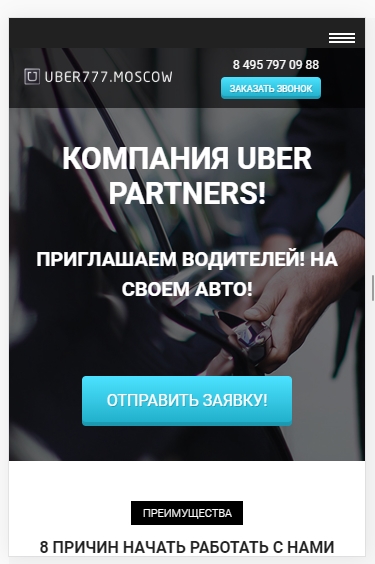 8 495 797 09 88
UBER777.MOSCOW
ЗАКАЗАТЬ ЗВОНОК
КОМПАНИЯ UBER
PARTNERS!
ПРИГЛАШАЕМ ВОДИТЕЛЕЙ! НА
СВОЕМ АВТО!
ОТПРАВИТЬ ЗАЯВКУ!
ПРЕИМУЩЕСТВА
8 ПРИЧИН НАЧАТЬ РАБОТАТЬ С НАМИ